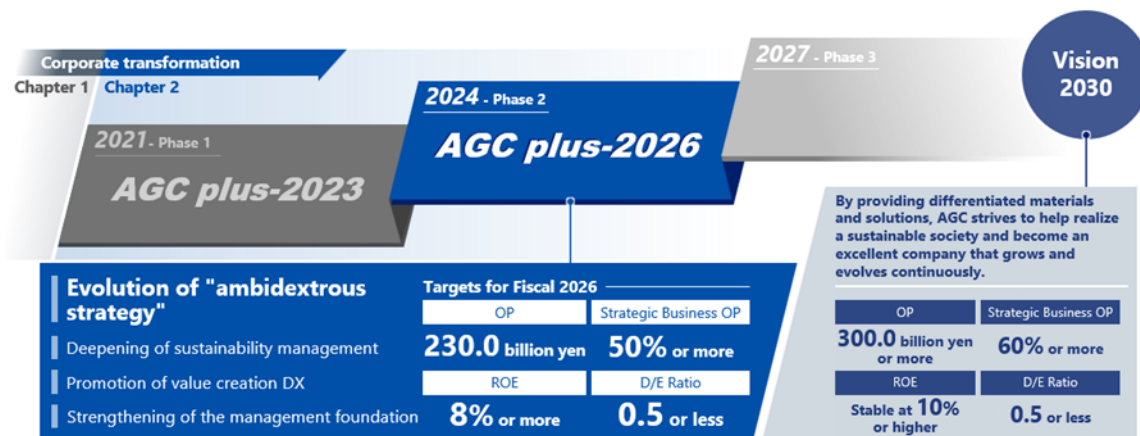 Corporate transformation
Chapter 1 Chapter 2
2021 - Phase 1
AGC plus-2023
2024 - Phase 2
AGC plus-2026
2027 - Phase 3
Vision
2030
Evolution of "ambidextrous
strategy"
Deepening of sustainability management
Promotion of value creation DX
Strengthening of the management foundation
Targets for Fiscal 2026
OP Strategic Business OP
230.0 billion yen 50% or more
ROE D/E Ratio
8% or more 0.5 or less
By providing differentiated materials
and solutions, AGC strives to help realize
a sustainable society and become an
excellent company that grows and
evolves continuously.
OP Strategic Business OP
300.0 billion yen
or more
60% or more
ROE D/E Ratio
Stable at 10%
or higher
0.5 or less